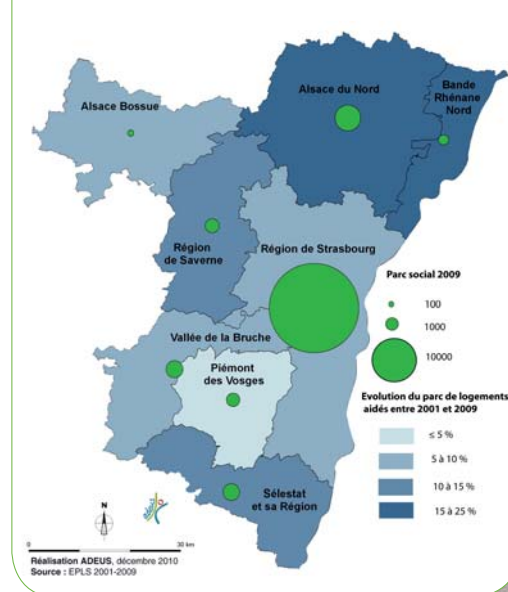 Alsace Bossue
Alsace du Nord
Bande
Rhénane
Nord
Région
de Saverne
Région de Strasbourg
Parc social 2009
100
1000
10000
Vallée de la Bruche
Piémont
des Vosges
Evolution du parc de logements
aidés entre 2001 et 2009
≤ 5 %
5 à 10 %
10 à 15 %
15 à 25 %
Sélestat
et sa Région
N
0
30 km
Réalisation ADEUS, décembre 2010
Source : EPLS 2001-2009